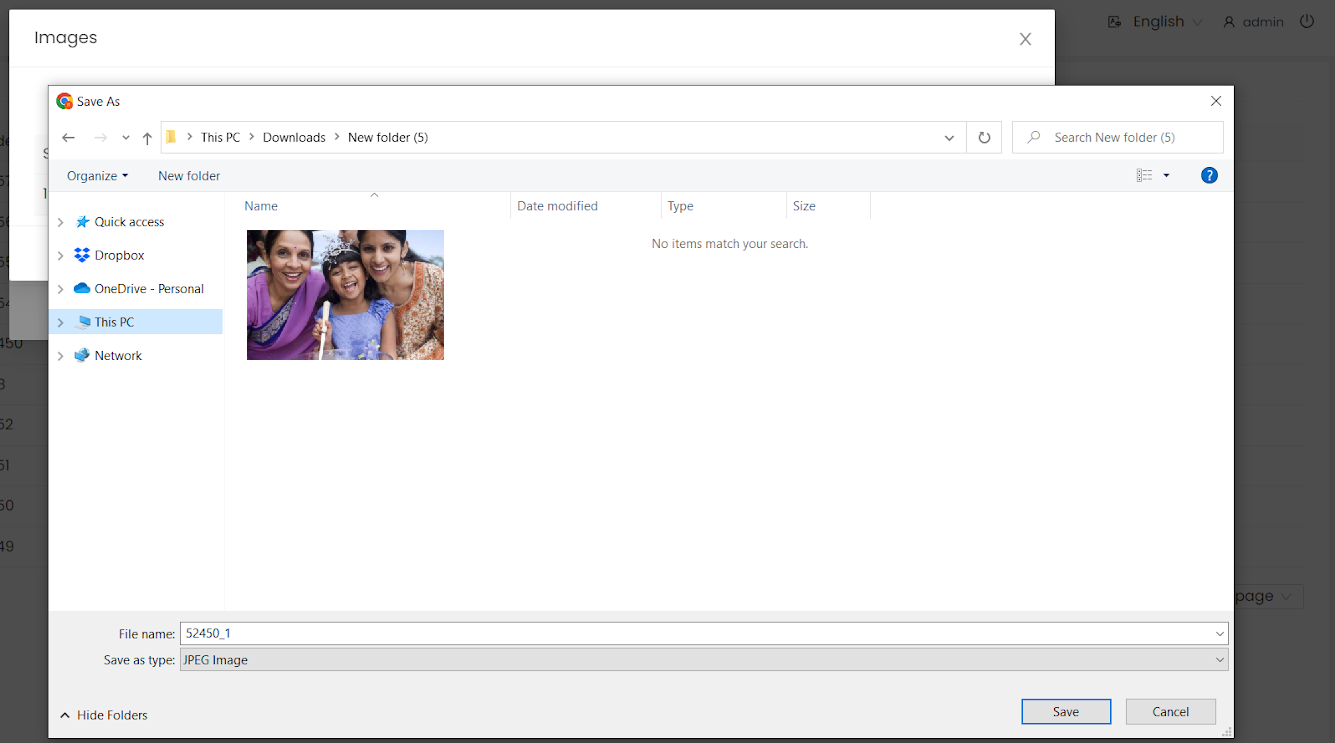 Images
English
admin
Save As
This PC
Downloads
New folder (5)
Search New folder (5)
Organize
New folder
Name
Date modified
Type
Size
No items match your search.
Quick access
Dropbox
OneDrive - Personal
This PC
Network
450
52
51
50
49
page
File name: 52450_1
Save as type: JPEG Image
Hide Folders
Save
Cancel